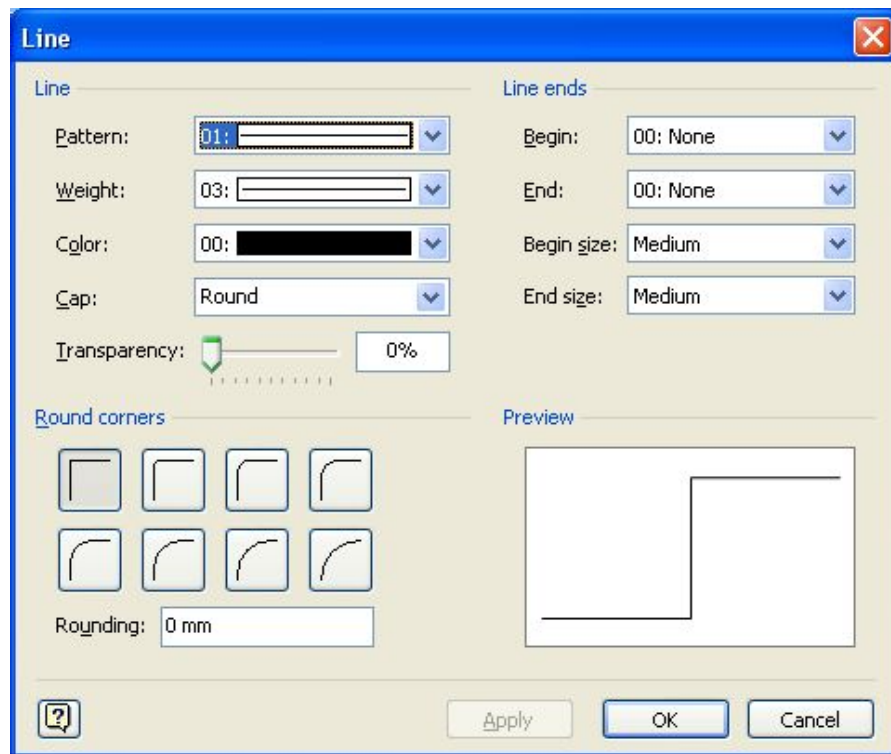 Line
Line
Pattern: 01:
Weight: 03:
Color: 00:
Cap: Round
Transparency: 0%
Line ends
Begin: 00: None
End: 00: None
Begin size: Medium
End size: Medium
Round corners
Rounding: 0 mm
Preview
?
Apply
OK
Cancel